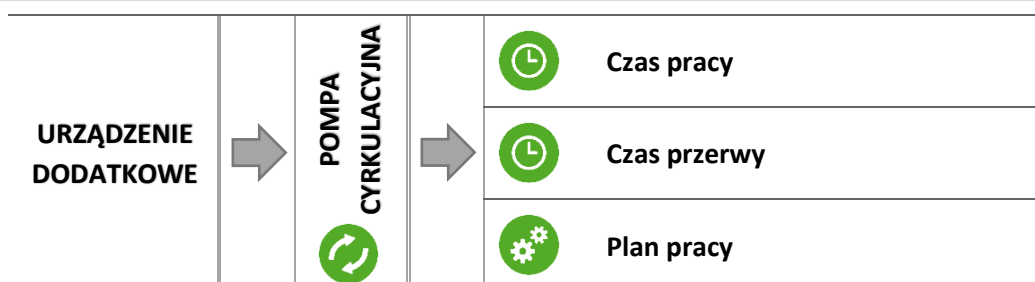 URZĄDZENIE
DODATKOWE
POMPA
CYRKULACYJNA
Czas pracy
Czas przerwy
Plan pracy